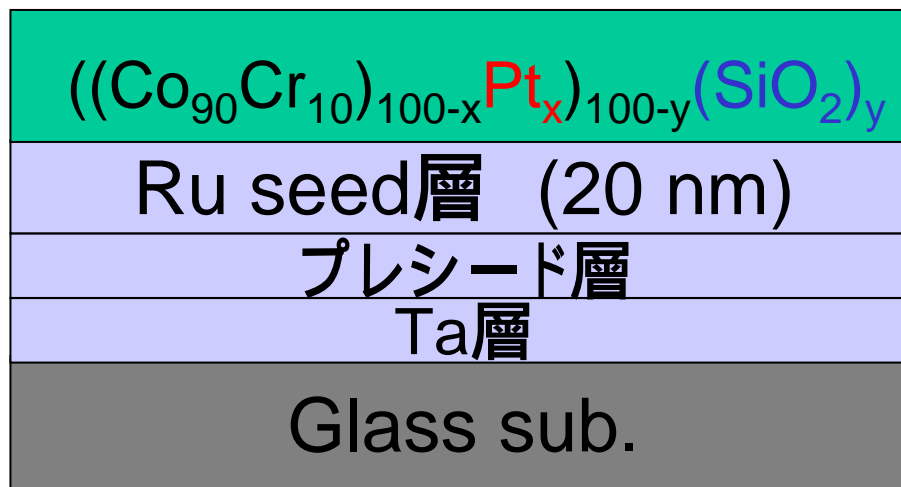 ((Co₉₀Cr₁₀)₁₀₀₋ₓPtₓ)₁₀₀₋ᵧ(SiO₂)ᵧ
Ru seed層 (20 nm)
プレシード層
Ta層
Glass sub.